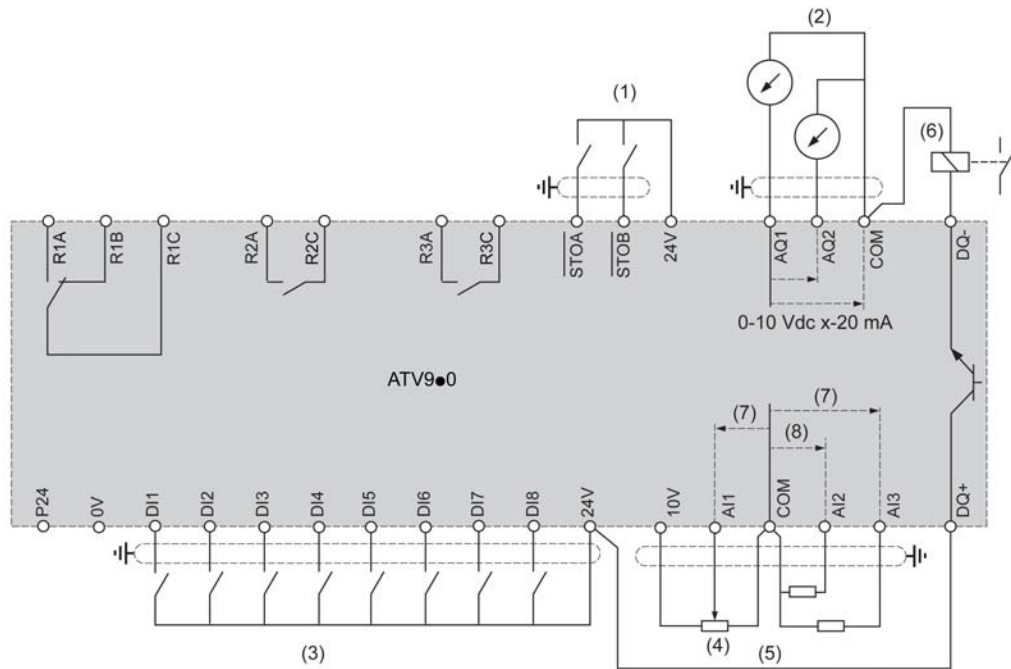 (2)
(1)
(6)
R1A
R1B
R1C
R2A
R2C
R3A
R3C
STOA
STOB
24V
AQ1
AQ2
COM
DQ-
0-10 Vdc x-20 mA
ATV9●0
(7)
(7)
(8)
P24
0V
DI1
DI2
DI3
DI4
DI5
DI6
DI7
DI8
24V
10V
AI1
COM
AI2
AI3
DQ+
(3)
(4)
(5)